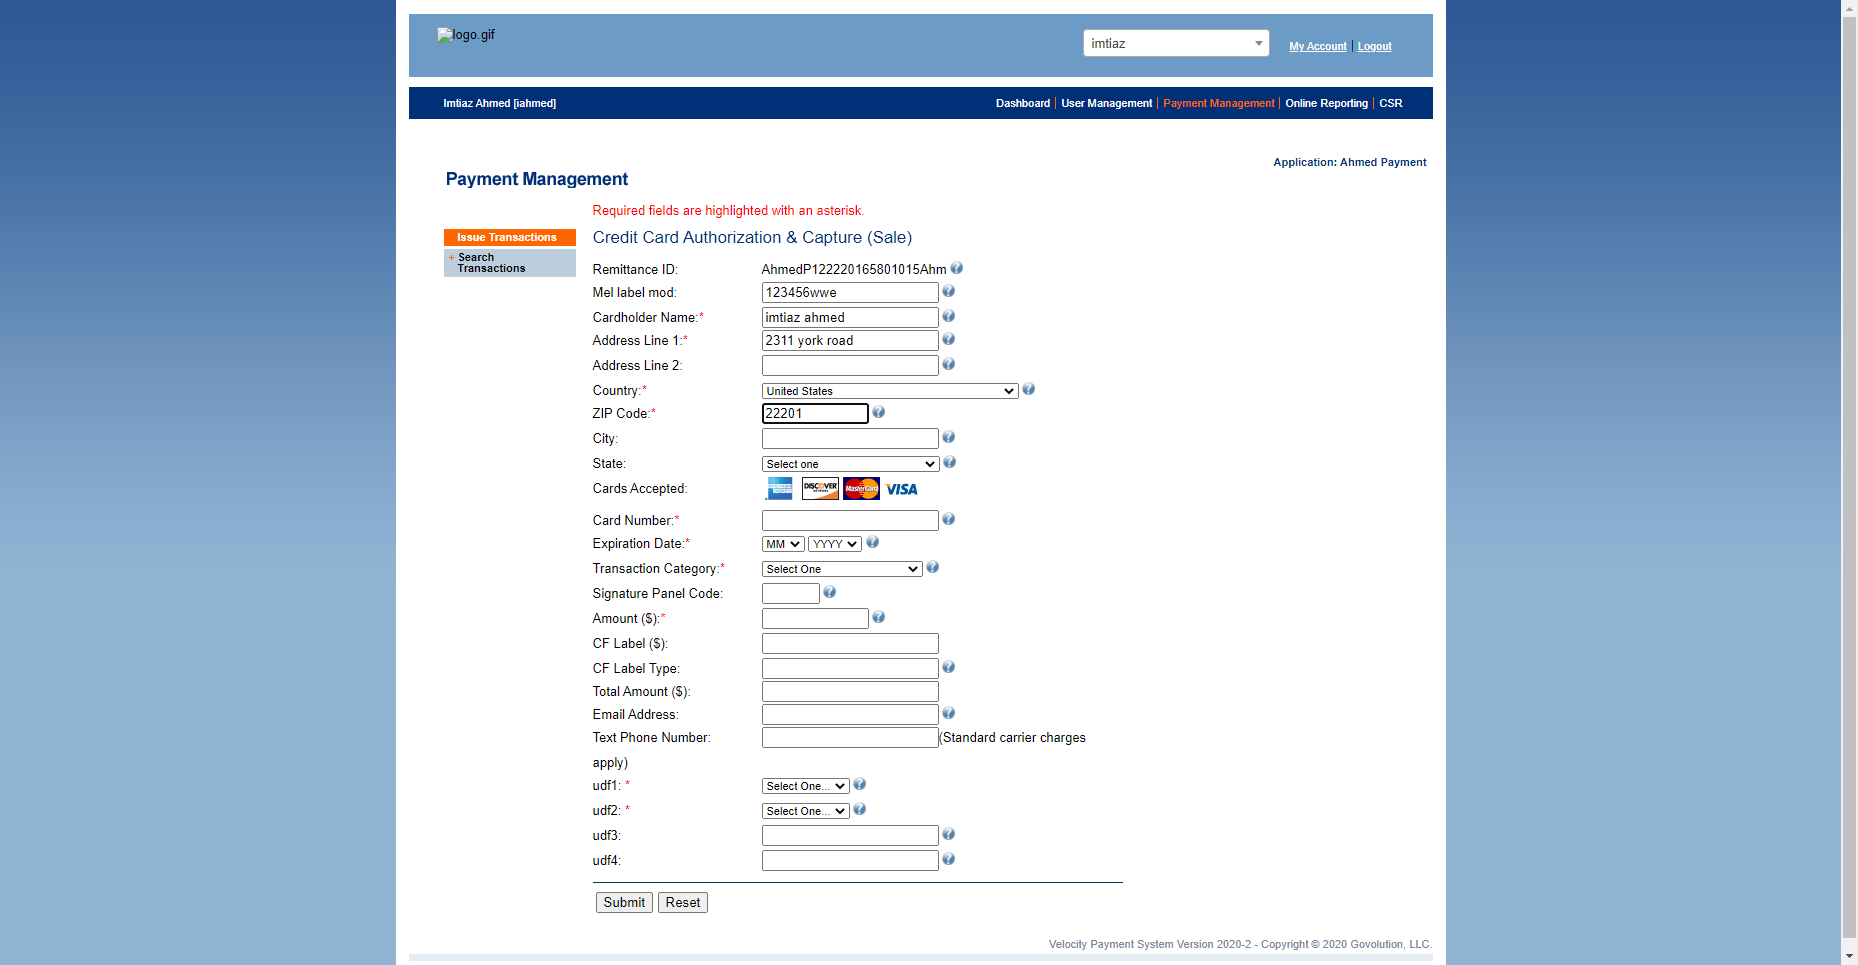 logo.gif
imtiaz
My Account | Logout
Imtiaz Ahmed [iahmed]
Dashboard | User Management | Payment Management | Online Reporting | CSR
Application: Ahmed Payment
Payment Management
Required fields are highlighted with an asterisk.
Issue Transactions
+ Search
Transactions
Credit Card Authorization & Capture (Sale)
Remittance ID: AhmedP122220165801015Ahm ?
Mel label mod: 123456wwe ?
Cardholder Name:* imtiaz ahmed ?
Address Line 1:* 2311 york road ?
Address Line 2: ?
Country:* United States ?
ZIP Code:* 22201 ?
City: ?
State: Select one ?
Cards Accepted: DISCOVER MasterCard VISA
Card Number:* ?
Expiration Date:* MM YYYY ?
Transaction Category:* Select One ?
Signature Panel Code: ?
Amount ($):* ?
CF Label ($):
CF Label Type: ?
Total Amount ($):
Email Address: ?
Text Phone Number: (Standard carrier charges
apply)
udf1: * Select One... ?
udf2: * Select One... ?
udf3: ?
udf4: ?
Submit Reset
Velocity Payment System Version 2020-2 - Copyright © 2020 Govolution, LLC.